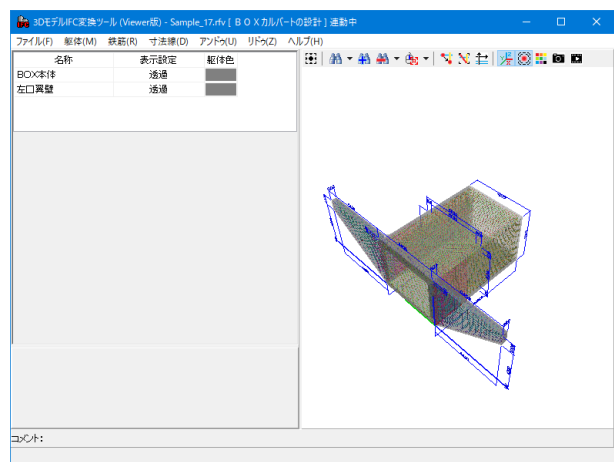 3DモデルIFC変換ツール (Viewer版) - Sample_17.rfv [ ＢＯＸカルバートの設計 ] 連動中
ファイル(F) 躯体(M) 鉄筋(R) 寸法線(D) アンドゥ(U) リドゥ(Z) ヘルプ(H)
名称 表示設定 躯体色
BOX本体 透過
左口翼壁 透過
コメント: